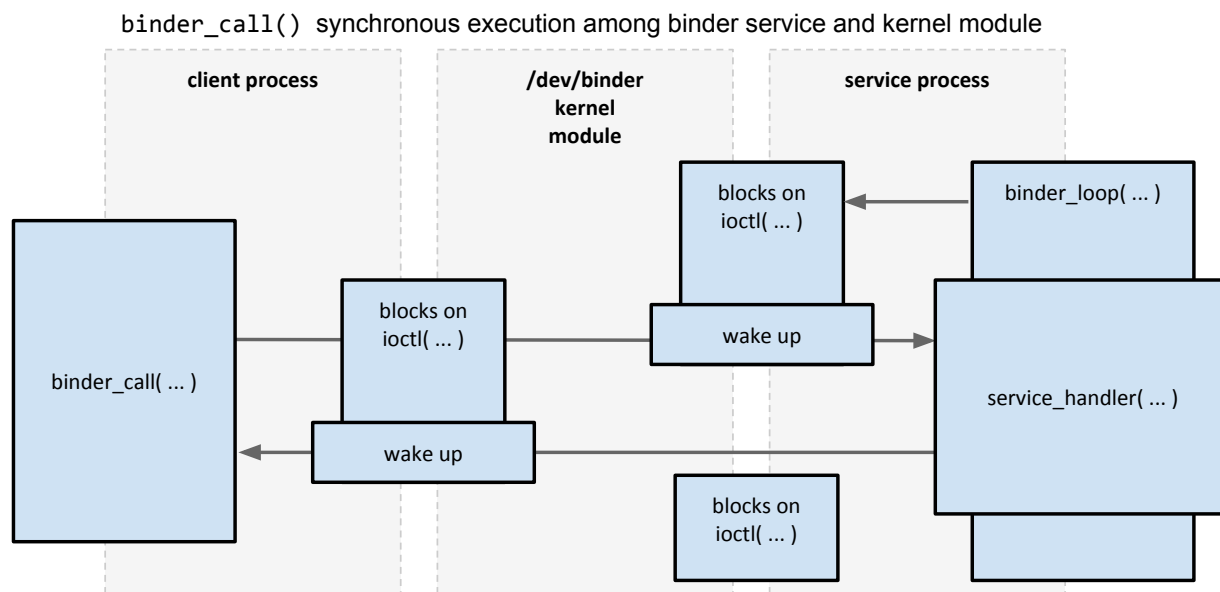 binder_call() synchronous execution among binder service and kernel module
client process
/dev/binder
kernel
module
service process
blocks on
ioctl( ... )
binder_loop( ... )
blocks on
ioctl( ... )
wake up
binder_call( ... )
service_handler( ... )
wake up
blocks on
ioctl( ... )